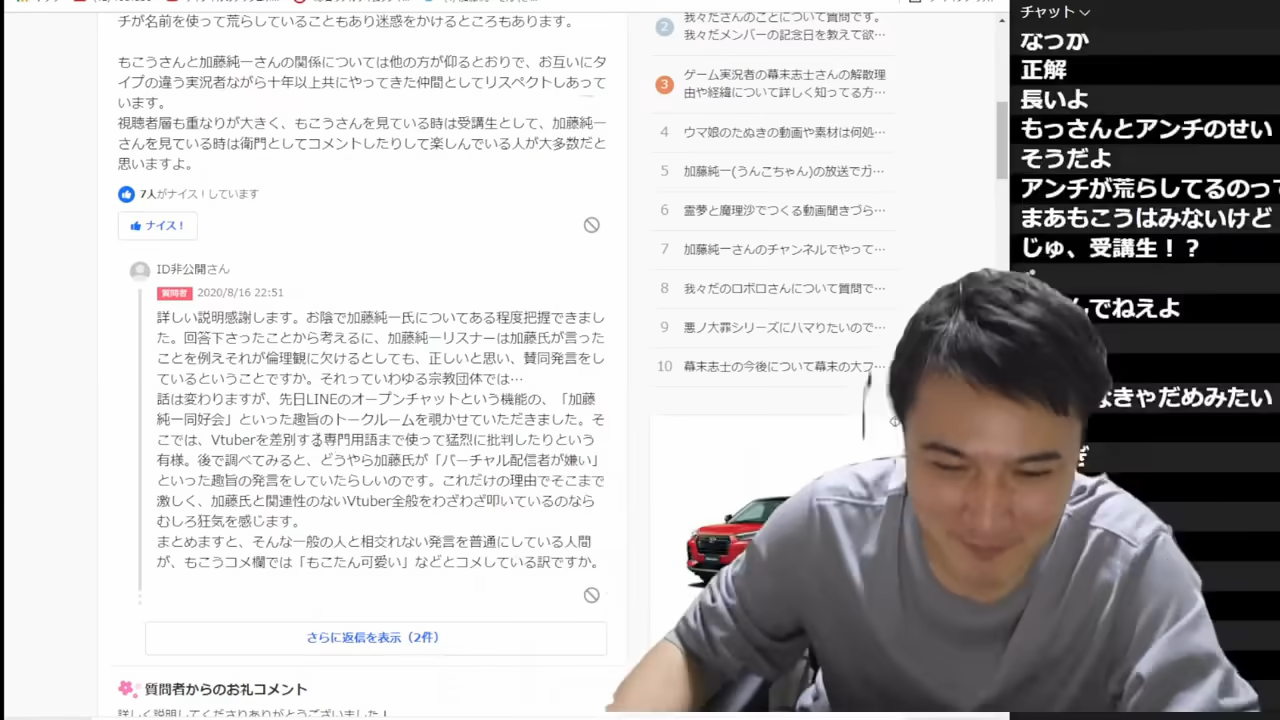 チが名前を使って荒らしていることもあり迷惑をかけるところもあります。
もこうさんと加藤純一さんの関係については他の方が仰るとおりで、お互いにタ
イプの違う実況者ながら十年以上共にやってきた仲間としてリスペクトしあって
います。
視聴者層も重なりが大きく、もこうさんを見ている時は受講生として、加藤純一
さんを見ている時は衛門としてコメントしたりして楽しんでいる人が大多数だと
思いますよ。
7人がナイス!しています
ナイス!
ID非公開さん
質問者 2020/8/16 22:51
詳しい説明感謝します。お陰で加藤純一氏についてある程度把握できまし
た。回答下さったことから考えるに、加藤純一リスナーは加藤氏が言った
ことを例えそれが倫理観に欠けるとしても、正しいと思い、賛同発言をし
ているということですか。それっていわゆる宗教団体では…
話は変わりますが、先日LINEのオープンチャットという機能の、「加藤
純一同好会」といった趣旨のトークルームを覗かせていただきました。そ
こでは、Vtuberを差別する専門用語まで使って猛烈に批判したりという
有様。後で調べてみると、どうやら加藤氏が「バーチャル配信者が嫌い」
といった趣旨の発言をしていたらしいのです。これだけの理由でそこまで
激しく、加藤氏と関連性のないVtuber全般をわざわざ叩いているのなら
むしろ狂気を感じます。
まとめますと、そんな一般の人と相交れない発言を普通にしている人間
が、もこうコメ欄では「もこたん可愛い」などとコメしている訳ですか。
さらに返信を表示(2件)
質問者からのお礼コメント
詳しく説明してくださりありがとうございました!
2 我々ださんのことについて質問です。
我々だメンバーの記念日を教えて欲…
3 ゲーム実況者の幕末志士さんの解散理
由や経緯について詳しく知ってる方…
4 ウマ娘のたぬきの動画や素材は何処…
5 加藤純一(うんこちゃん)の放送でガ…
6 霊夢と魔理沙でつくる動画聞きづら…
7 加藤純一さんのチャンネルでやって…
8 我々だのロボロさんについて質問で…
9 悪ノ大罪シリーズにハマりたいので…
10 幕末志士の今後について幕末の大フ…
チャット
なつか
正解
長いよ
もっさんとアンチのせい
そうだよ
アンチが荒らしてるのって
まあもこうはみないけど
じゅ、受講生!?
んでねえよ
なきゃだめみたい